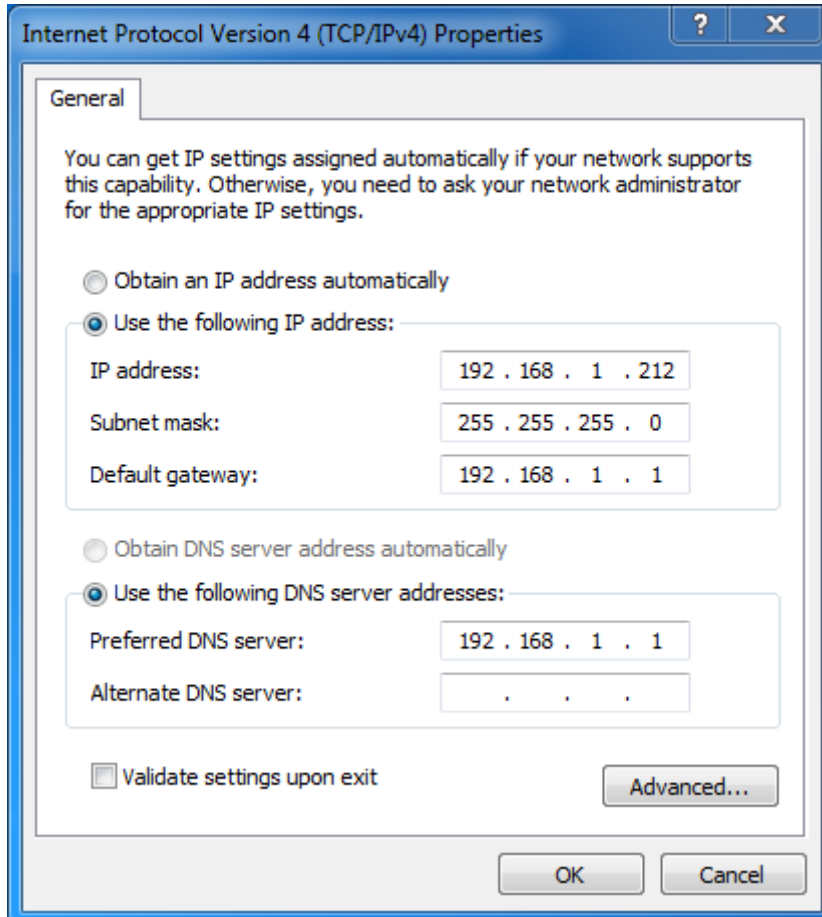 Internet Protocol Version 4 (TCP/IPv4) Properties
?
X
General
You can get IP settings assigned automatically if your network supports
this capability. Otherwise, you need to ask your network administrator
for the appropriate IP settings.
Obtain an IP address automatically
Use the following IP address:
IP address: 192 . 168 . 1 . 212
Subnet mask: 255 . 255 . 255 . 0
Default gateway: 192 . 168 . 1 . 1
Obtain DNS server address automatically
Use the following DNS server addresses:
Preferred DNS server: 192 . 168 . 1 . 1
Alternate DNS server: . . .
Validate settings upon exit
Advanced...
OK Cancel